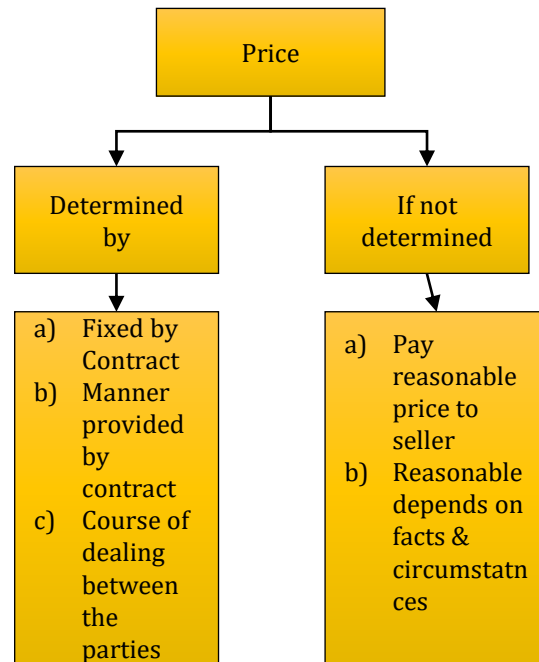 Price
Determined
by
If not
determined
a) Fixed by
Contract
b) Manner
provided
by
contract
c) Course of
dealing
between
the
parties
a) Pay
reasonable
price to
seller
b) Reasonable
depends on
facts &
circumstatn
ces